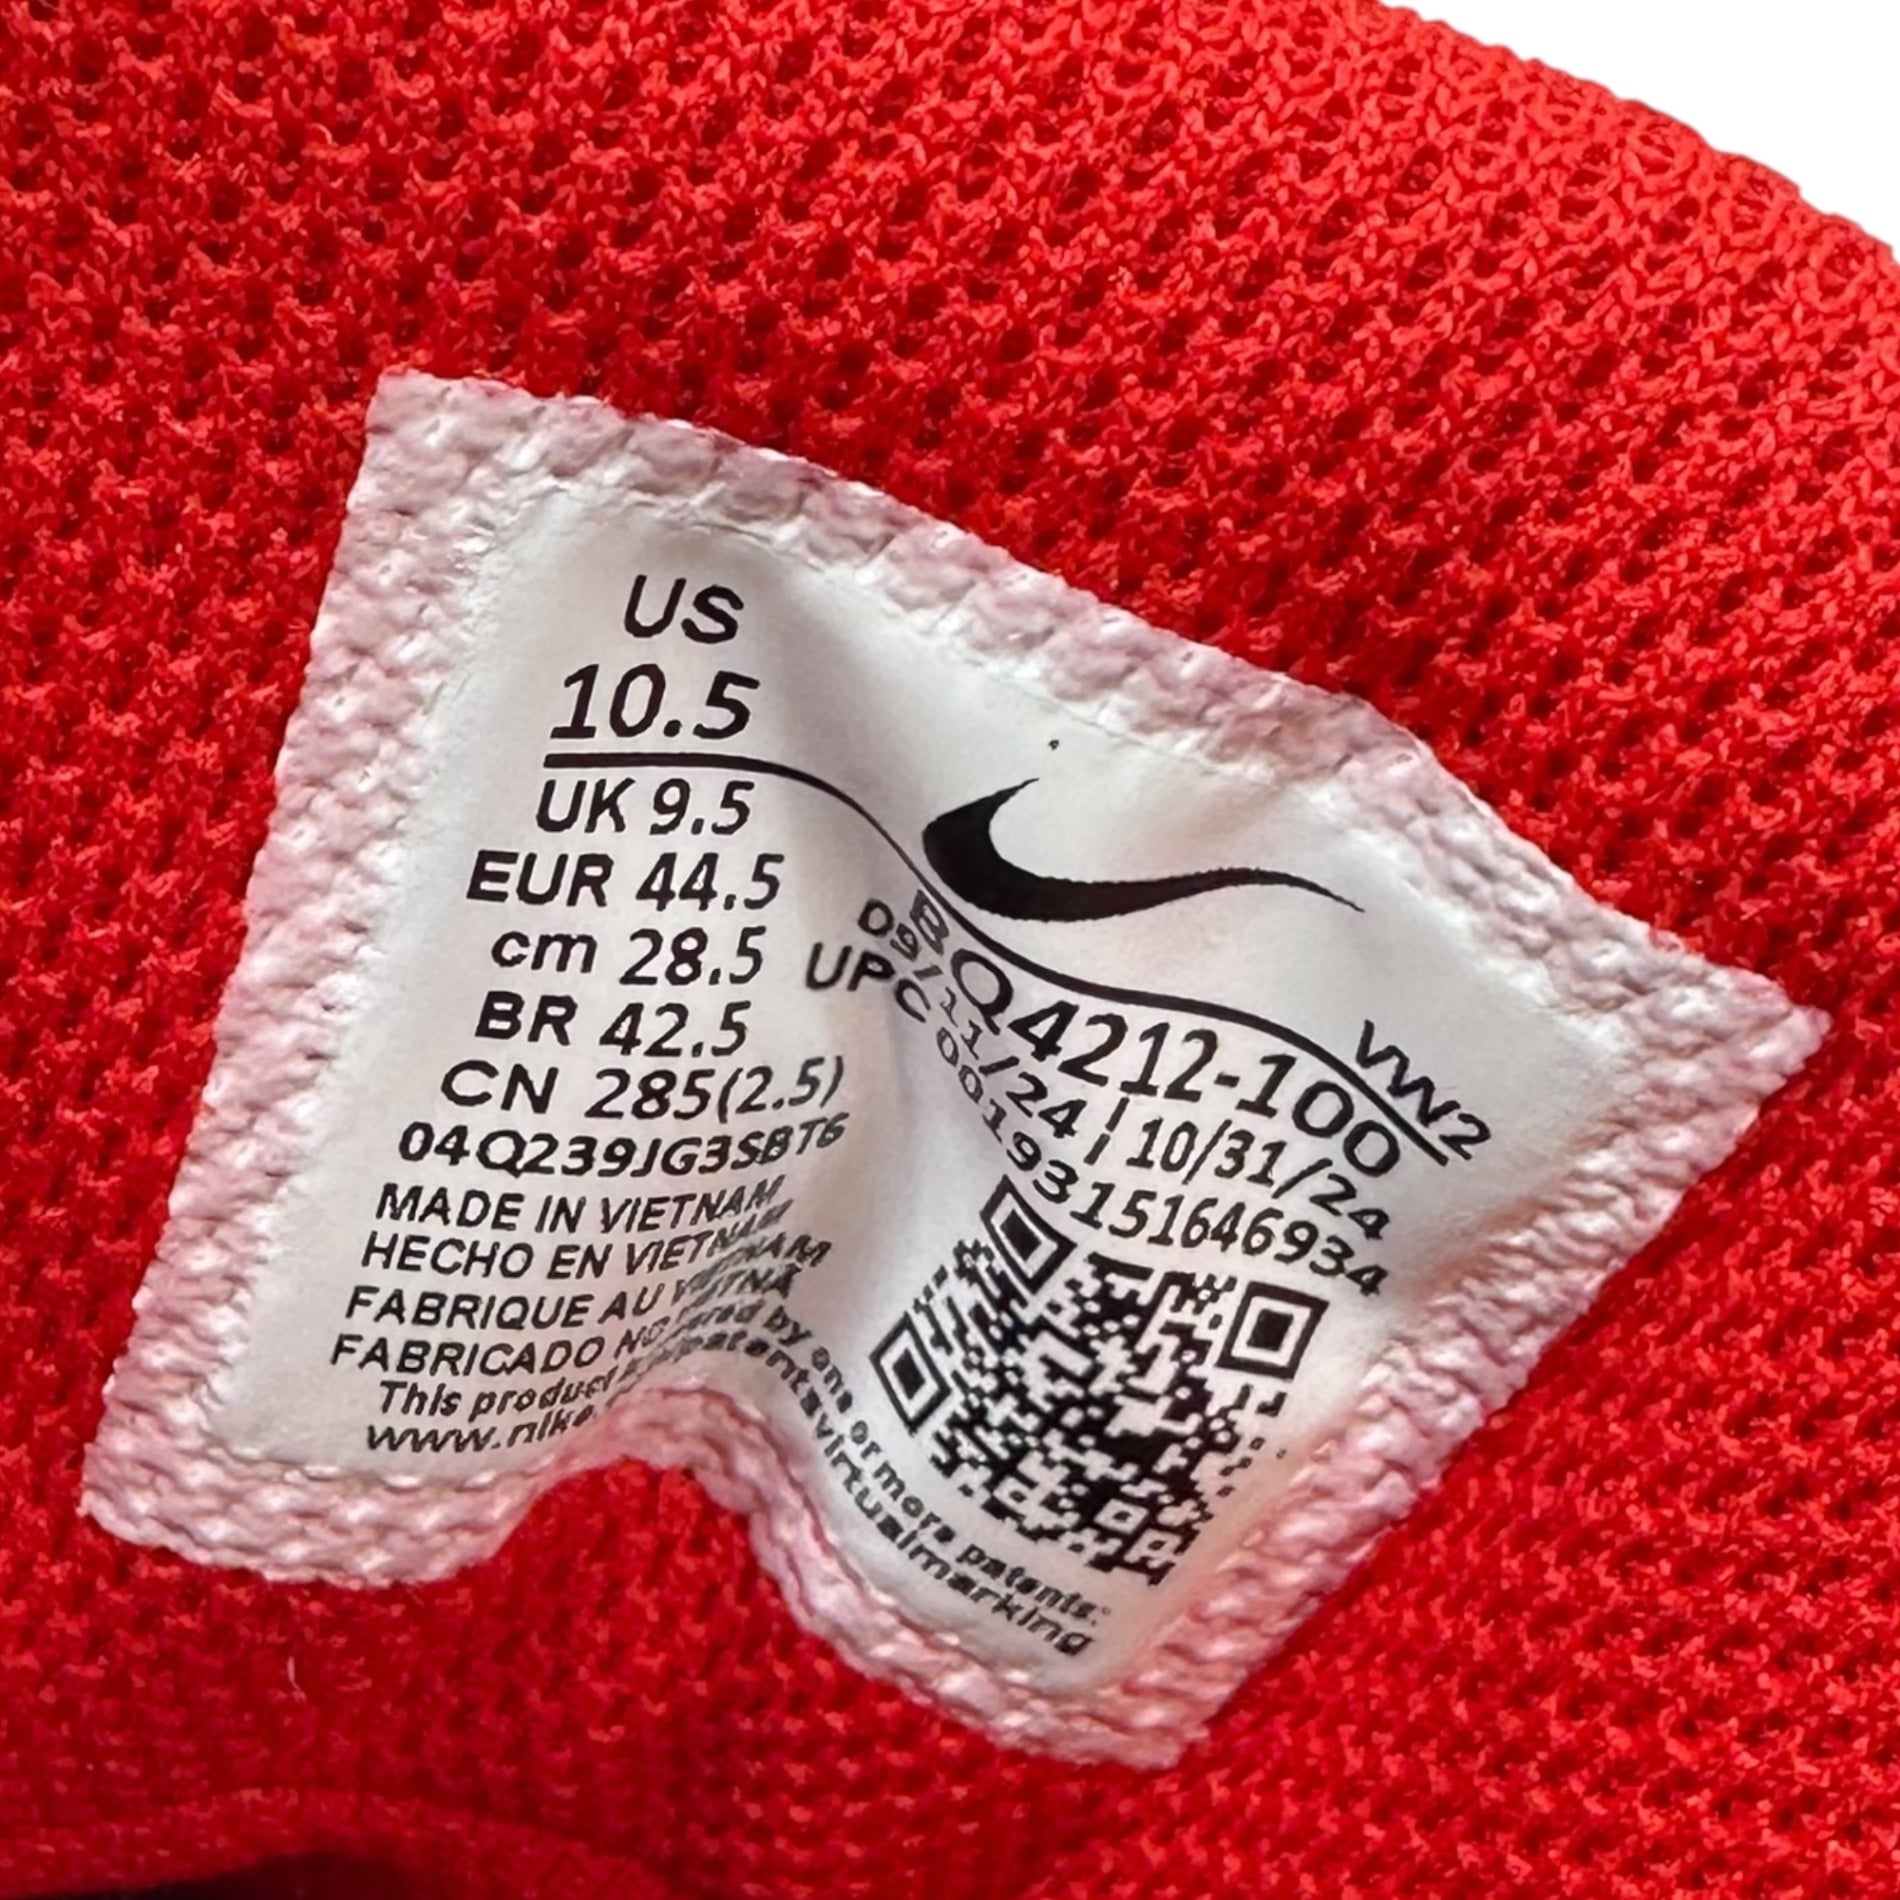 US
10.5
UK 9.5
EUR 44.5
cm 28.5
BR 42.5
CN 285(2.5)
04Q239JG3SBT6
MADE IN VIETNAM
HECHO EN VIETNAM
FABRIQUE AU VIETNAM
FABRICADO NO VIETNÃ
This product is covered by one or more patents.
www.nike. patentsvirtualmarking
VW2
BQ4212-100
D 09/11/24 | 10/31/24
UPC 00193151646934